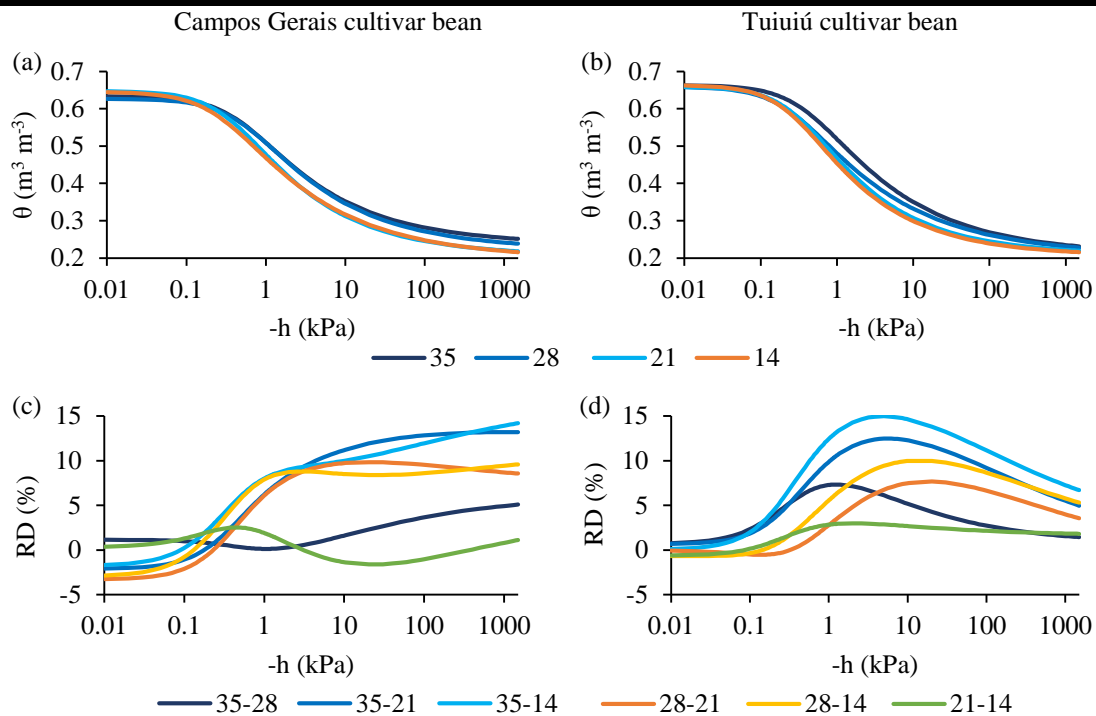 Campos Gerais cultivar bean
Tuiuiú cultivar bean
(a)
0.7
0.6
0.5
0.4
0.3
0.2
θ (m³ m⁻³)
0.01 0.1 1 10 100 1000
-h (kPa)
(b)
0.7
0.6
0.5
0.4
0.3
0.2
θ (m³ m⁻³)
0.01 0.1 1 10 100 1000
-h (kPa)
35 28 21 14
(c)
15
10
5
0
-5
RD (%)
0.01 0.1 1 10 100 1000
-h (kPa)
(d)
15
10
5
0
-5
RD (%)
0.01 0.1 1 10 100 1000
-h (kPa)
35-28 35-21 35-14 28-21 28-14 21-14